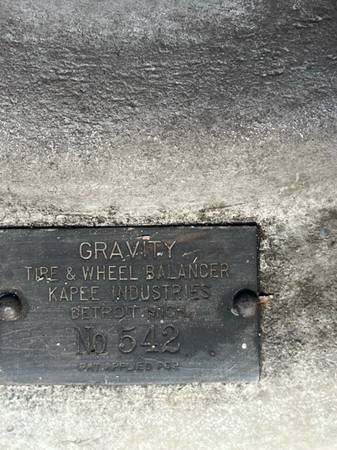 GRAVITY
TIRE & WHEEL BALANCER
KAPEE INDUSTRIES
DETROIT, MICH.
No 542
PAT. APPLIED FOR